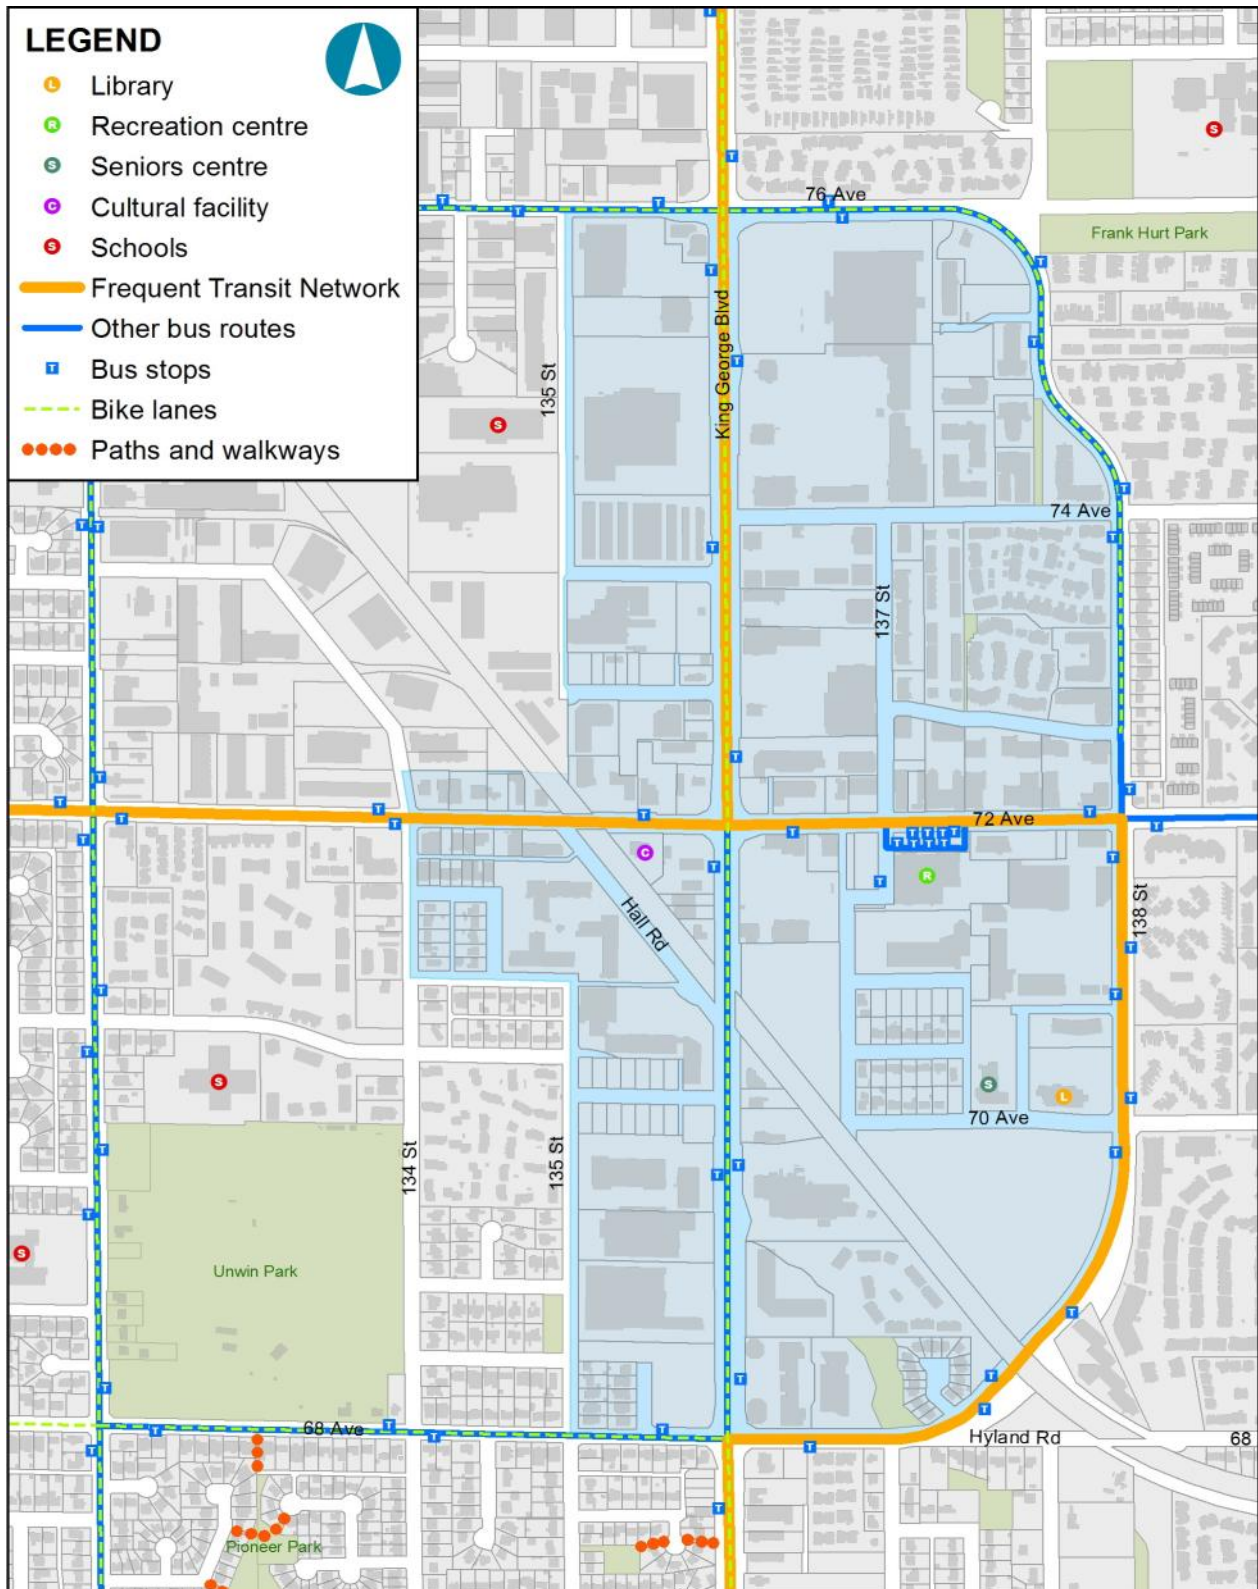 LEGEND
Library
Recreation centre
Seniors centre
Cultural facility
Schools
Frequent Transit Network
Other bus routes
Bus stops
Bike lanes
Paths and walkways
L
R
S
C
S
T
S
76 Ave
Frank Hurt Park
King George Blvd
135 St
S
74 Ave
137 St
72 Ave
C
R
138 St
Hall Rd
S
S
L
70 Ave
134 St
135 St
S
Unwin Park
68 Ave
Hyland Rd
68
Pioneer Park